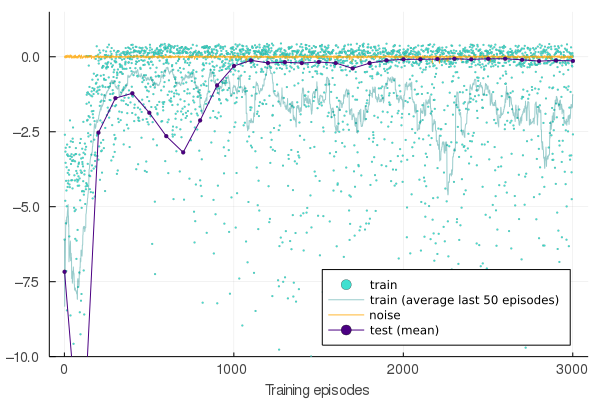 0.0
−2.5
−5.0
−7.5
−10.0
0
1000
2000
3000
Training episodes
train
train (average last 50 episodes)
noise
test (mean)